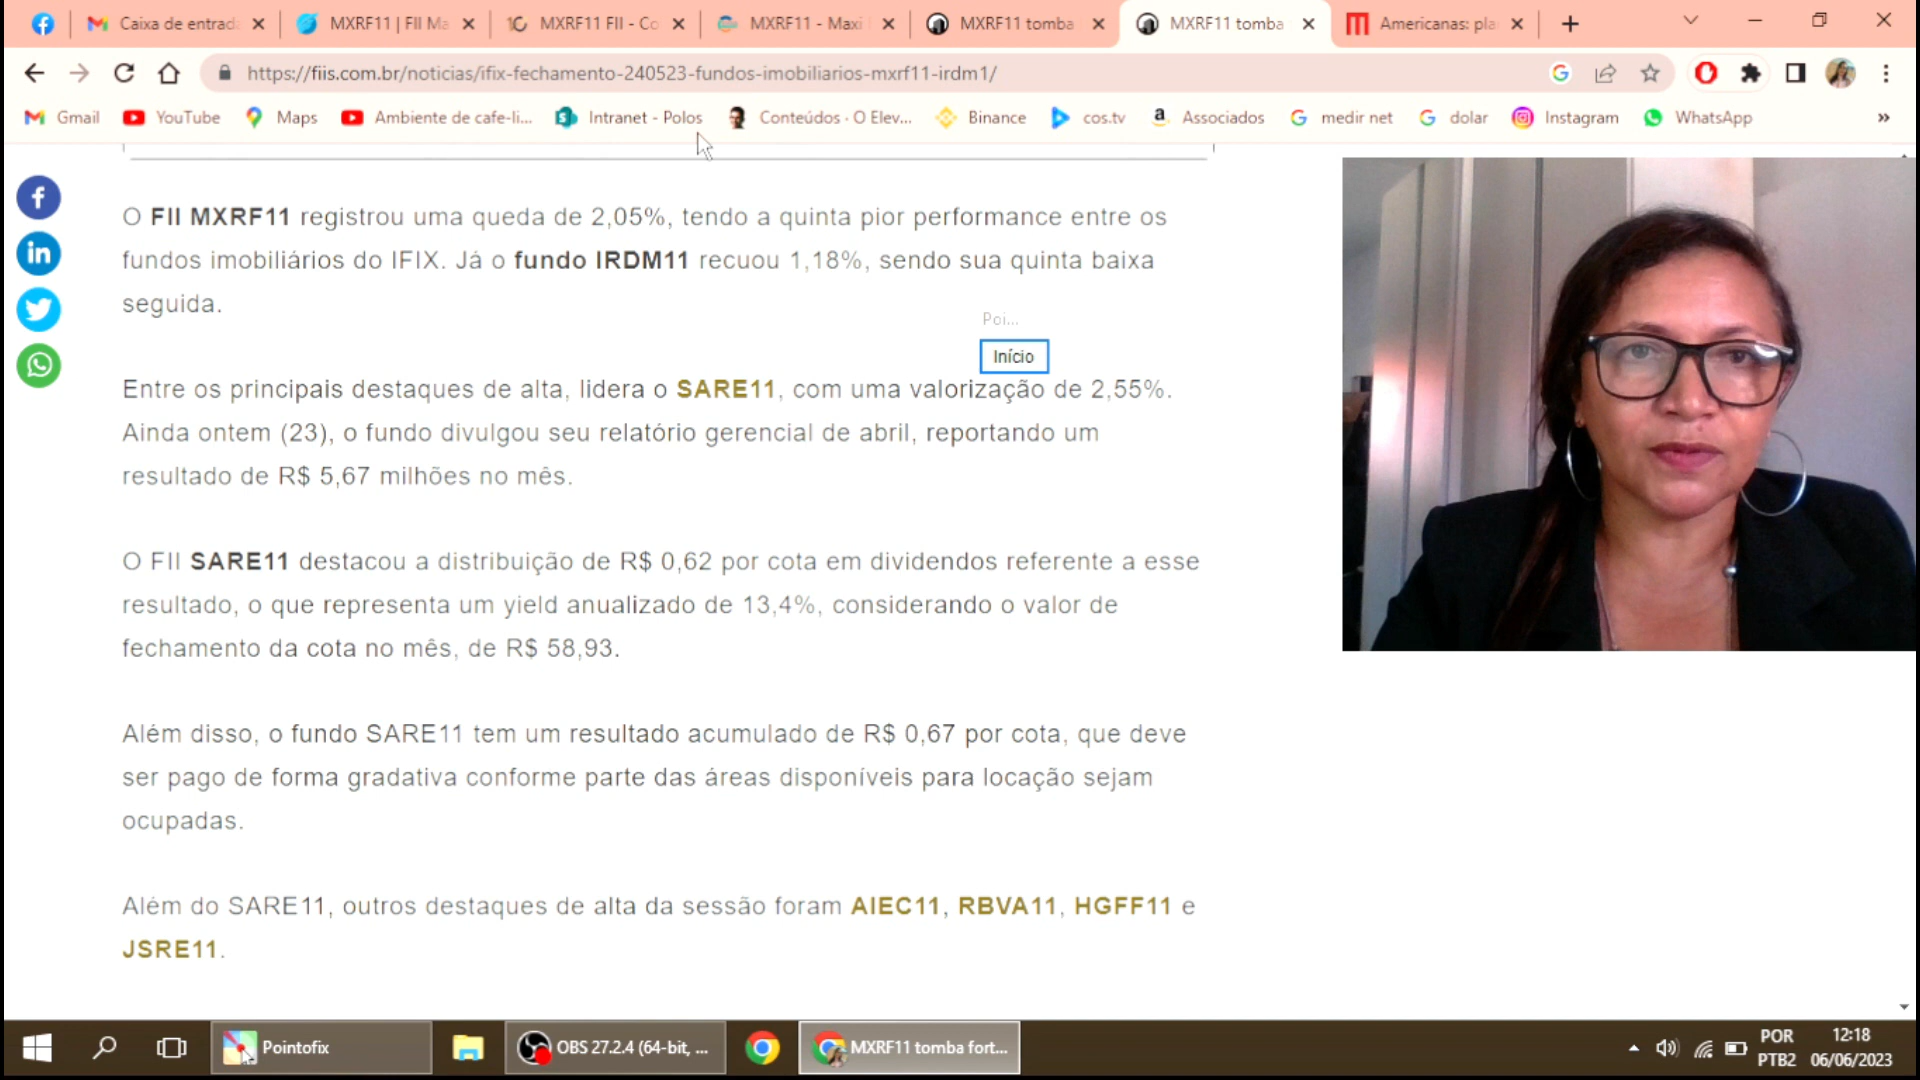 Caixa de entrad
MXRF11 | FII Ma
MXRF11 FII - Co
MXRF11 - Maxi
MXRF11 tomba
MXRF11 tomba
Americanas: pla
https://fiis.com.br/noticias/ifix-fechamento-240523-fundos-imobiliarios-mxrf11-irdm1/
Gmail
YouTube
Maps
Ambiente de cafe-li...
Intranet - Polos
Conteúdos · O Elev...
Binance
cos.tv
Associados
medir net
dolar
Instagram
WhatsApp
»
O FII MXRF11 registrou uma queda de 2,05%, tendo a quinta pior performance entre os
fundos imobiliários do IFIX. Já o fundo IRDM11 recuou 1,18%, sendo sua quinta baixa
seguida.
Poi...
Início
Entre os principais destaques de alta, lidera o SARE11, com uma valorização de 2,55%.
Ainda ontem (23), o fundo divulgou seu relatório gerencial de abril, reportando um
resultado de R$ 5,67 milhões no mês.
O FII SARE11 destacou a distribuição de R$ 0,62 por cota em dividendos referente a esse
resultado, o que representa um yield anualizado de 13,4%, considerando o valor de
fechamento da cota no mês, de R$ 58,93.
Além disso, o fundo SARE11 tem um resultado acumulado de R$ 0,67 por cota, que deve
ser pago de forma gradativa conforme parte das áreas disponíveis para locação sejam
ocupadas.
Além do SARE11, outros destaques de alta da sessão foram AIEC11, RBVA11, HGFF11 e
JSRE11.
Pointofix
OBS 27.2.4 (64-bit, ...
MXRF11 tomba fort...
POR
PTB2
12:18
06/06/2023